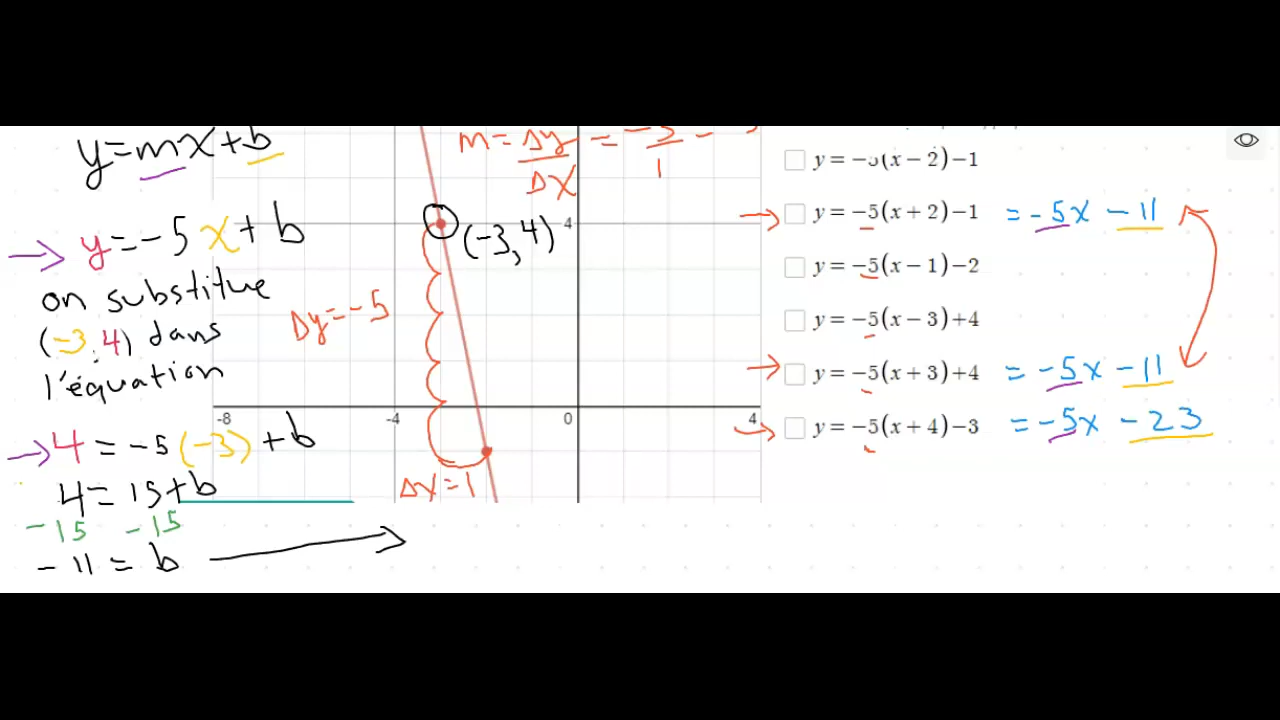 y=mx+b
m=Δy/Δx = -5/1 =
y=-5x+b
on substitue
(-3,4) dans
l'équation
4=-5(-3)+b
4=15+b
-15 -15
-11=b
(-3,4)
4
Δy=-5
-8 -4 0 4
Δx=1
y=-5(x-2)-1
y=-5(x+2)-1 =-5x-11
y=-5(x-1)-2
y=-5(x-3)+4
y=-5(x+3)+4 =-5x-11
y=-5(x+4)-3 =-5x-23